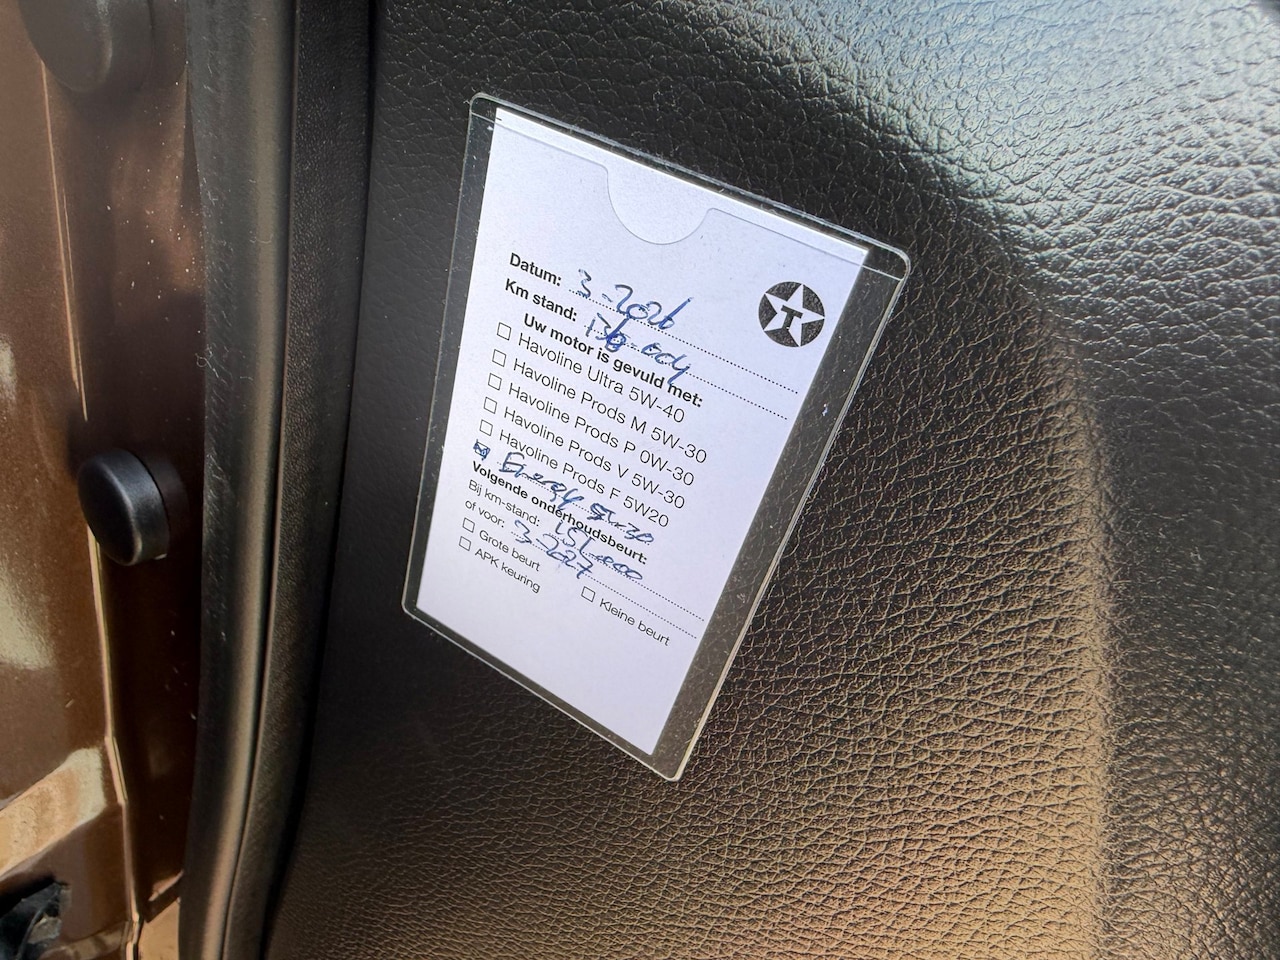 Datum: 3-2026
Km stand:
Uw motor is gevuld met:
Havoline Ultra 5W-40
Havoline Prods M 5W-30
Havoline Prods P 0W-30
Havoline Prods V 5W-30
Havoline Prods F 5W20
Energy
Volgende onderhoudsbeurt:
Bij km-stand: 151.000
of voor: 3-2027
Grote beurt
Kleine beurt
APK keuring
T